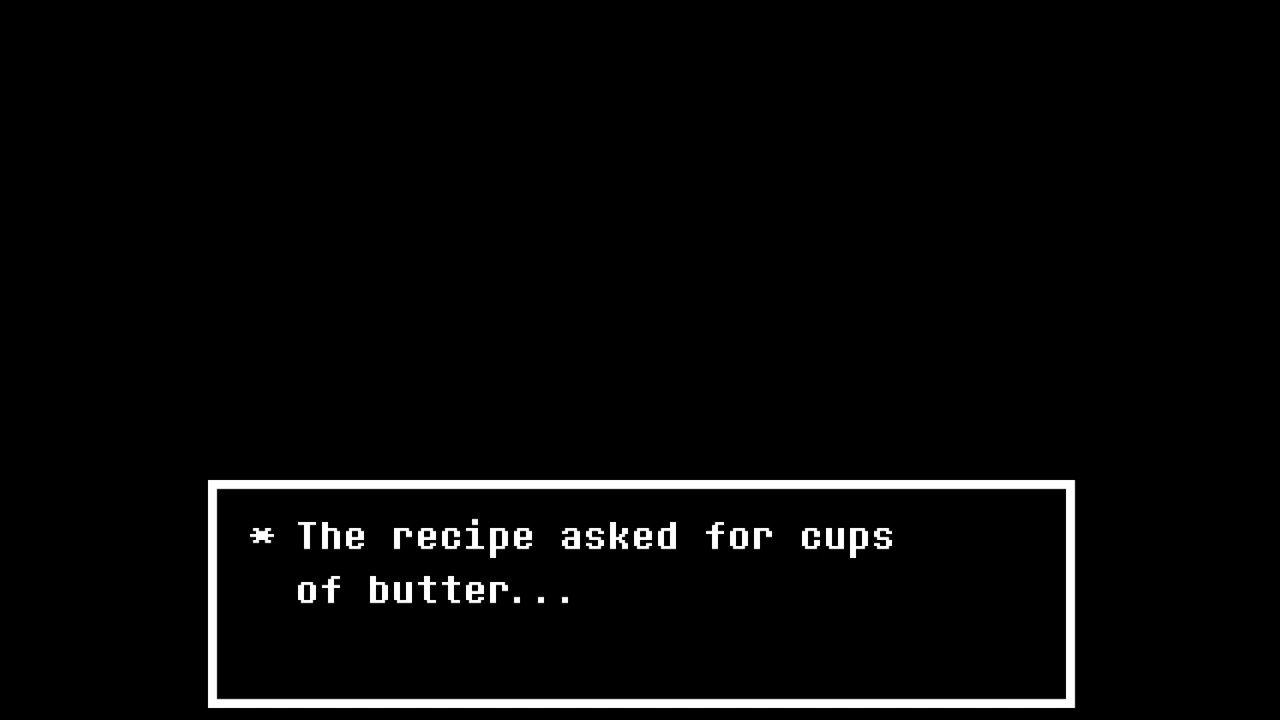 * The recipe asked for cups
of butter...